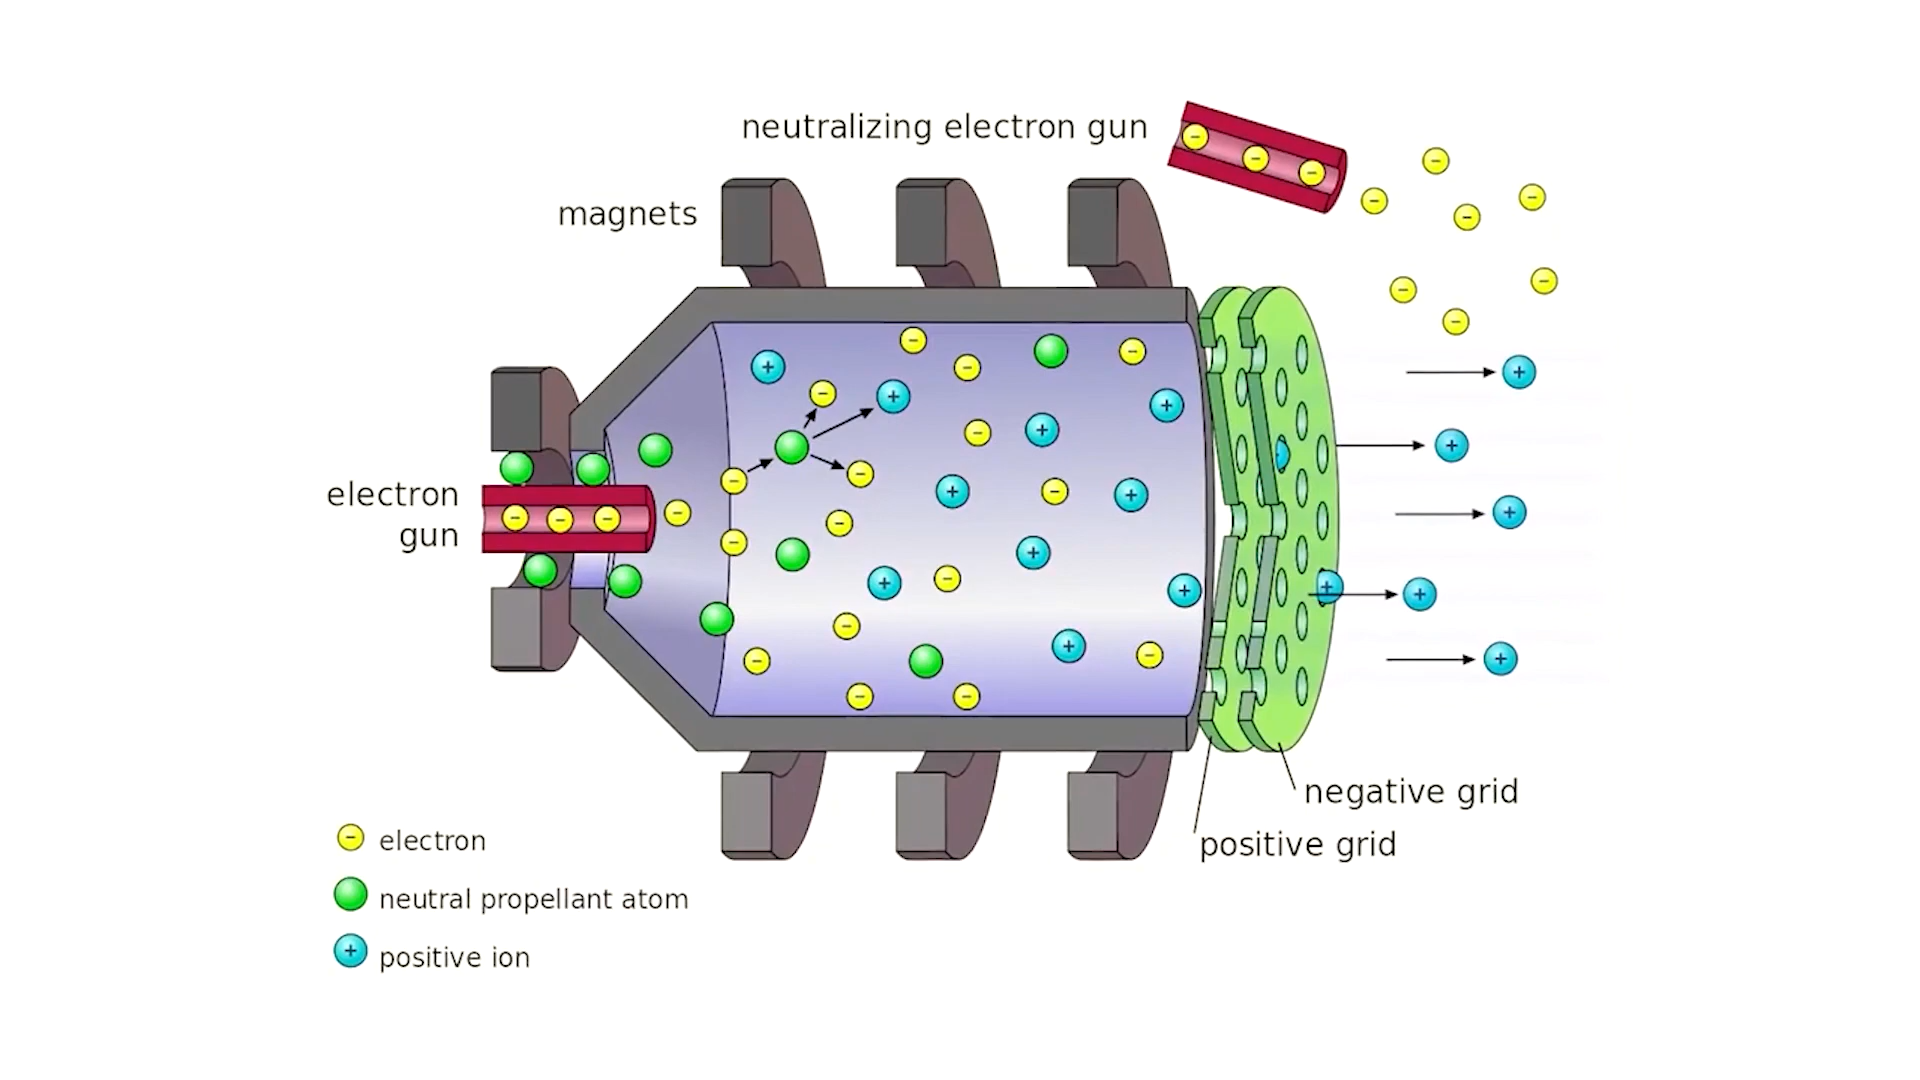 neutralizing electron gun
magnets
electron
gun
negative grid
positive grid
electron
neutral propellant atom
positive ion